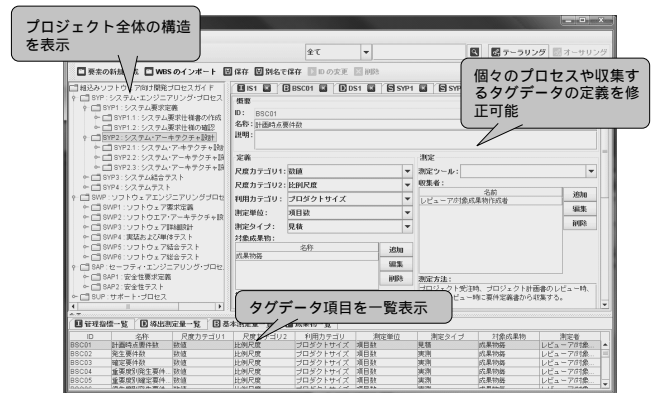 プロジェクト全体の構造
を表示
全て
テーラリング
オーサリング
WBSのインポート
保存
別名で保存
IDの変更
削除
個々のプロセスや収集す
るタグデータの定義を修
正可能
組込みソフトウェア向け開発プロセスガイド
SYP:システム・エンジニアリング・プロセス
SYP1:システム要求定義
SYP1.1:システム要求仕様書の作成
SYP1.2:システム要求仕様の確認
SYP2:システム・アーキテクチャ設計
SYP2.1:システム・アーキテクチャ設
SYP2.2:システム・アーキテクチャ設
SYP2.3:システム・アーキテクチャ設
SYP3:システム結合テスト
SYP4:システムテスト
SWP:ソフトウェアエンジニアリングプロセ
SWP1:ソフトウェア要求定義
SWP2:ソフトウエア・アーキテクチャ設
SWP3:ソフトウェア詳細設計
SWP4:実装および単体テスト
SWP5:ソフトウェア結合テスト
SWP6:ソフトウェア総合テスト
SAP:セーフティ・エンジニアリング・プロセ
SAP1:安全性要求定義
SAP2:安全性テスト
SUP:サポート・プロセス
IS1
BSC01
DS1
SYP1
概要
ID: BSC01
名称: 計画時点要件数
説明:
定義
尺度カテゴリ1: 数値
尺度カテゴリ2: 比例尺度
利用カテゴリ: プロダクトサイズ
測定単位: 項目数
測定タイプ: 見積
対象成果物:
名称
成果物毎
追加
編集
削除
測定
測定ツール:
収集者:
名前
レビューア/対象成果物作成者
追加
編集
削除
測定方法:
プロジェクト受注時、プロジェクト計画書のレビュー時、
ビュー時に要件定義書から収集する。
タグデータ項目を一覧表示
管理指標一覧
導出測定量一覧
ID 名称 尺度カテゴリ1 尺度カテゴリ2 利用カテゴリ 測定単位 測定タイプ 対象成果物 測定者
BSC01 計画時点要件数 数値 比例尺度 プロダクトサイズ 項目数 見積 成果物毎 レビューア/対象...
BSC02 発生要件数 数値 比例尺度 プロダクトサイズ 項目数 実測 成果物毎 レビューア/対象...
BSC03 確定要件数 数値 比例尺度 プロダクトサイズ 項目数 実測 成果物毎 レビューア/対象...
BSC04 重要度別発生要件... 数値 比例尺度 プロダクトサイズ 項目数 実測 成果物毎 レビューア/対象...
BSC05 重要度別確定要件... 数値 比例尺度 プロダクトサイズ 項目数 実測 成果物毎 レビューア/対象...